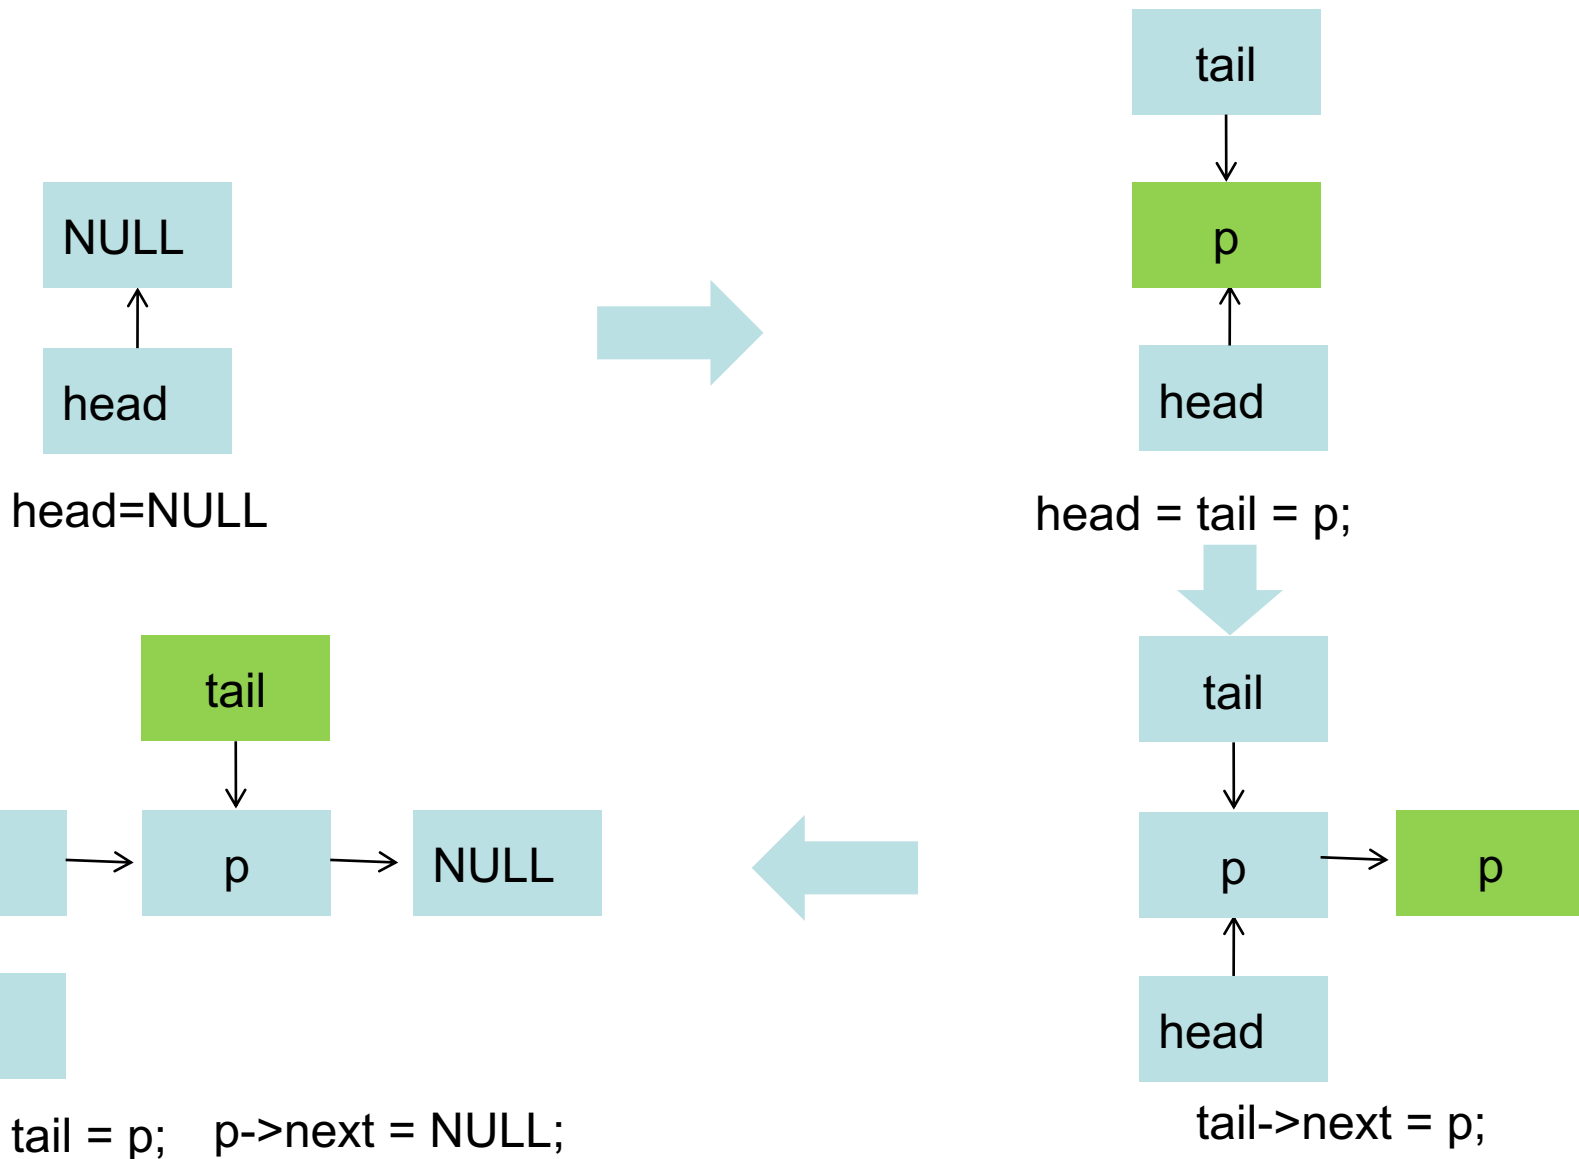 NULL
head
head=NULL
tail
p
head
head = tail = p;
tail
p p
head
tail->next = p;
tail
p NULL
tail = p; p->next = NULL;